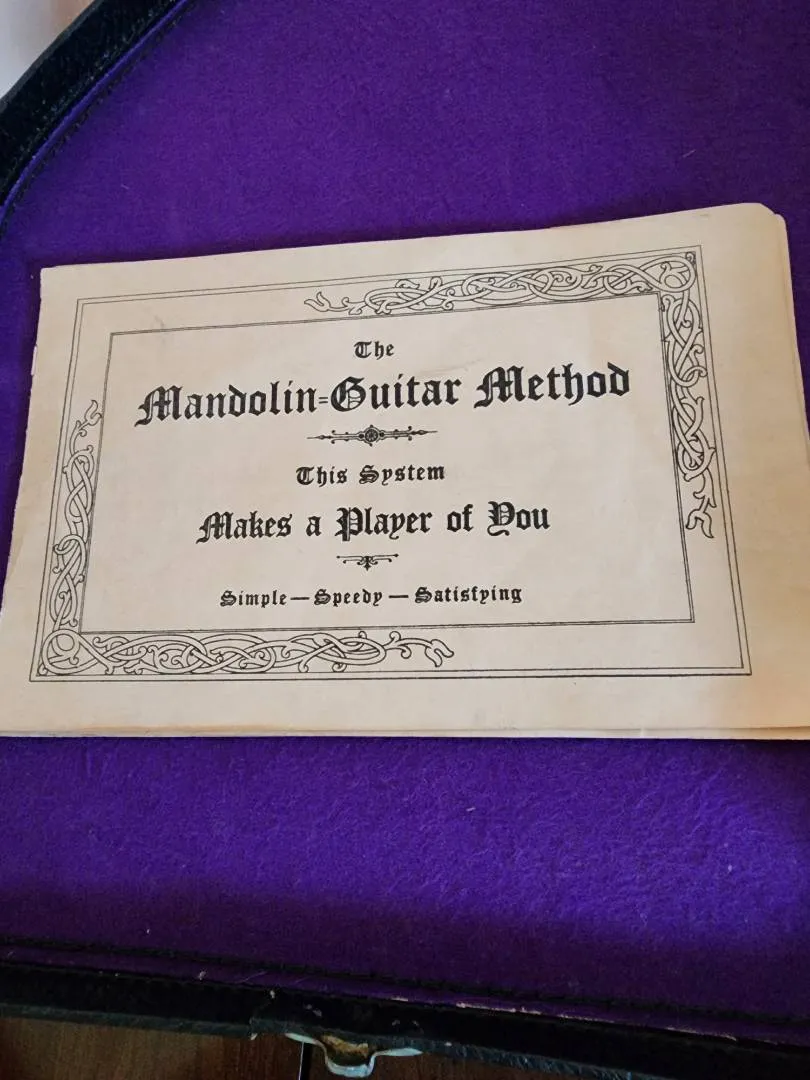 The
Mandolin=Guitar Method
This System
Makes a Player of You
Simple — Speedy — Satisfying